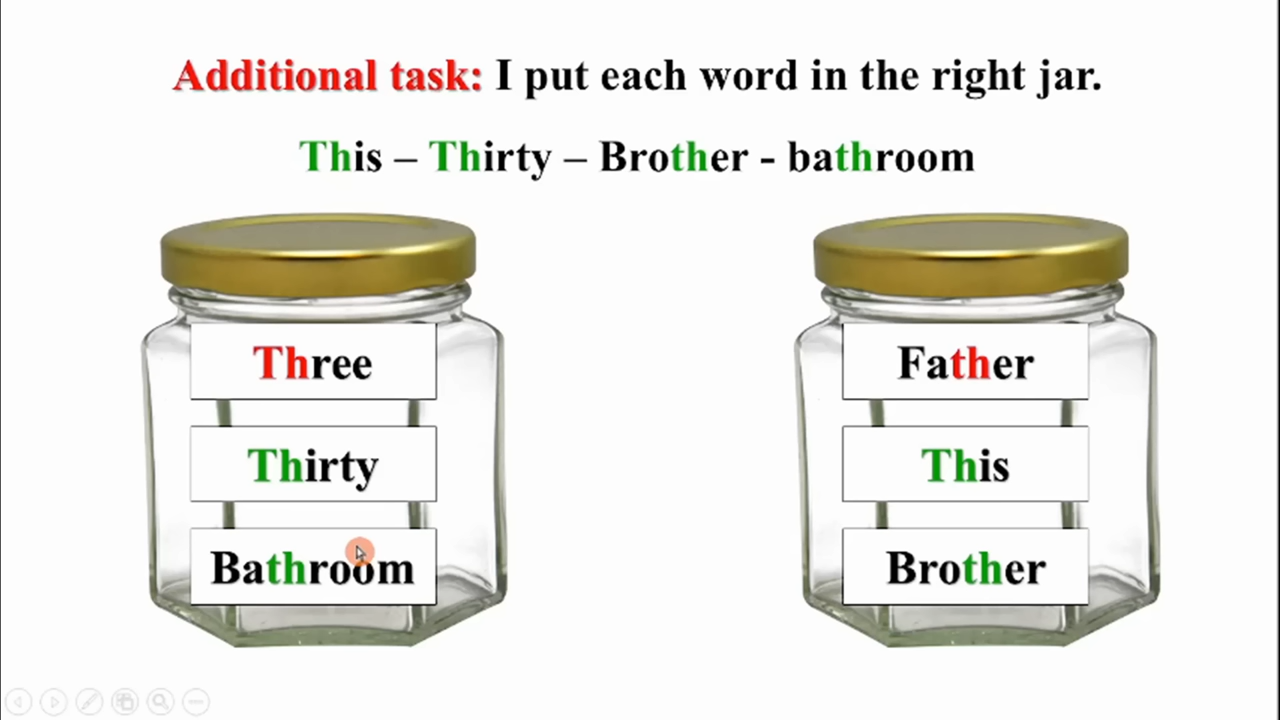 Additional task: I put each word in the right jar.
This – Thirty – Brother - bathroom
Three
Thirty
Bathroom
Father
This
Brother